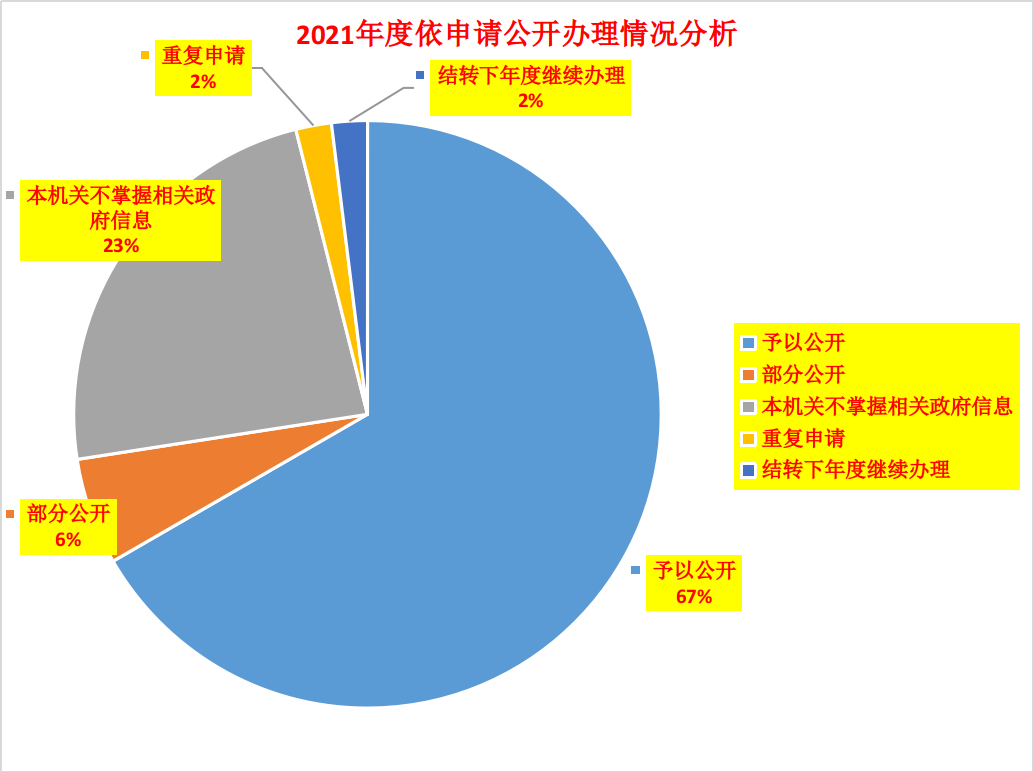 2021年度依申请公开办理情况分析
重复申请
2%
结转下年度继续办理
2%
本机关不掌握相关政
府信息
23%
部分公开
6%
予以公开
67%
予以公开
部分公开
本机关不掌握相关政府信息
重复申请
结转下年度继续办理